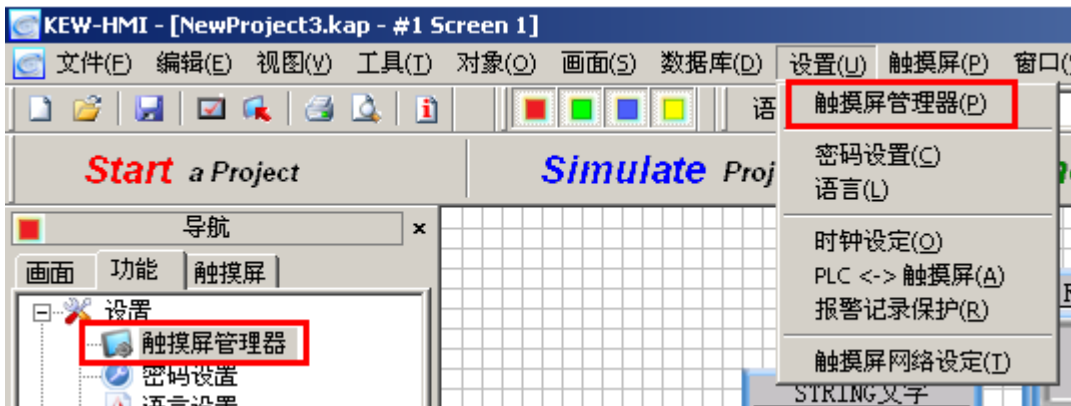 KEW-HMI - [NewProject3.kap - #1 Screen 1]
文件(F) 编辑(E) 视图(V) 工具(T) 对象(O) 画面(S) 数据库(D) 设置(U) 触摸屏(P) 窗口(
语
触摸屏管理器(P)
密码设置(C)
语言(L)
时钟设定(O)
PLC <-> 触摸屏(A)
报警记录保护(R)
触摸屏网络设定(T)
Start a Project
Simulate Proj
导航
画面 功能 触摸屏
设置
触摸屏管理器
密码设置
语言设置
STRING文字